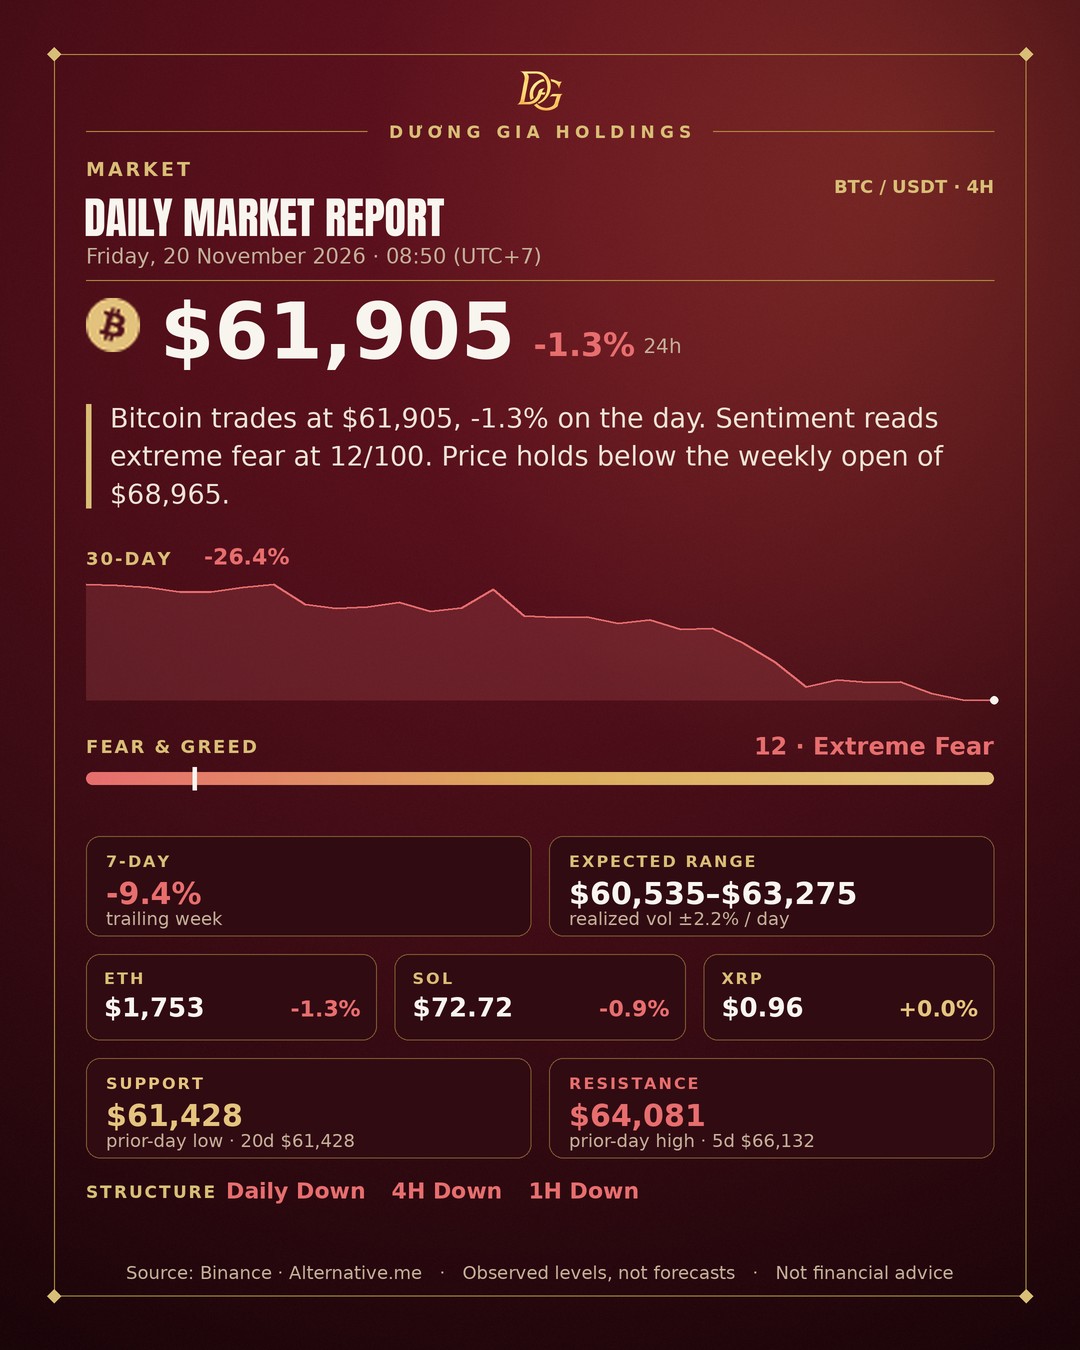 DG
DƯƠNG GIA HOLDINGS
MARKET
BTC / USDT · 4H
DAILY MARKET REPORT
Friday, 20 November 2026 · 08:50 (UTC+7)
$61,905 -1.3% 24h
Bitcoin trades at $61,905, -1.3% on the day. Sentiment reads
extreme fear at 12/100. Price holds below the weekly open of
$68,965.
30-DAY -26.4%
FEAR & GREED 12 · Extreme Fear
7-DAY
-9.4%
trailing week
EXPECTED RANGE
$60,535–$63,275
realized vol ±2.2% / day
ETH
$1,753 -1.3%
SOL
$72.72 -0.9%
XRP
$0.96 +0.0%
SUPPORT
$61,428
prior-day low · 20d $61,428
RESISTANCE
$64,081
prior-day high · 5d $66,132
STRUCTURE Daily Down 4H Down 1H Down
Source: Binance · Alternative.me · Observed levels, not forecasts · Not financial advice